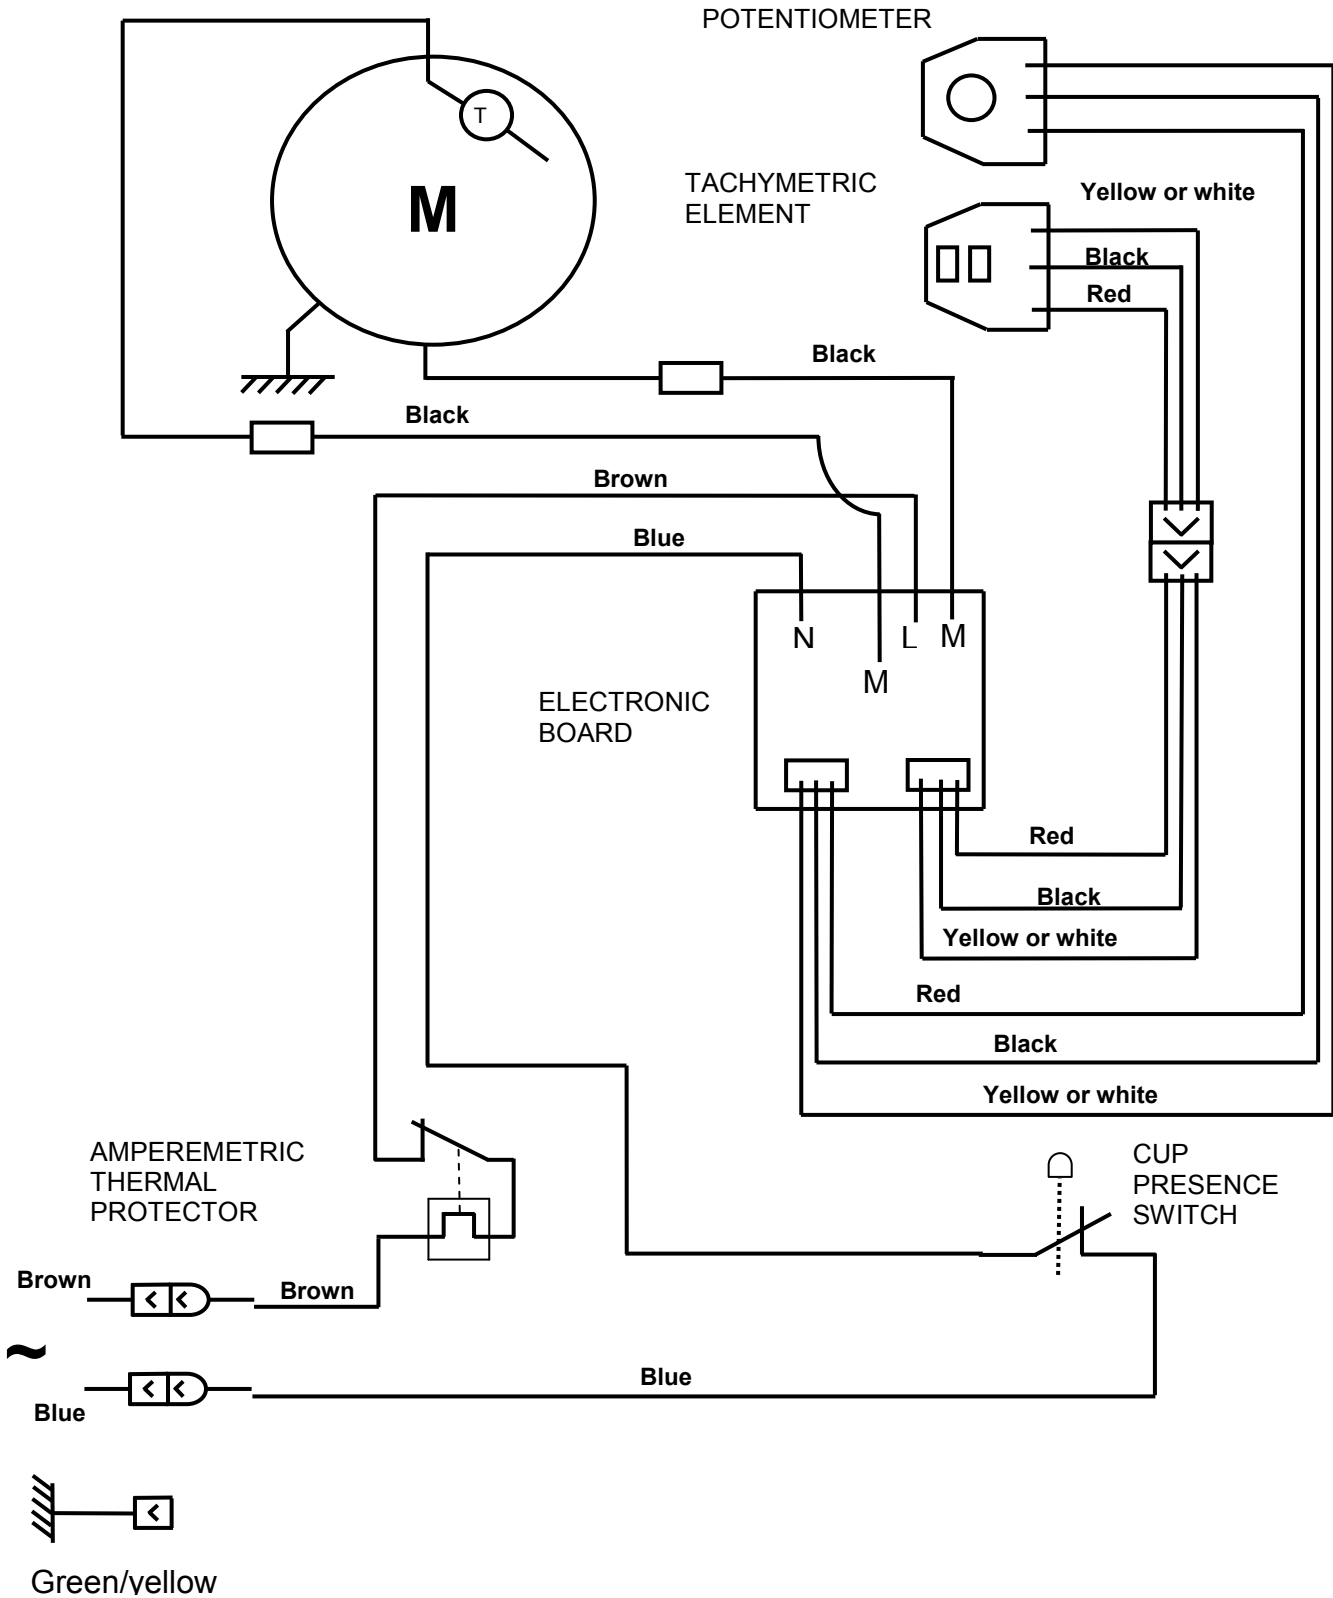 POTENTIOMETER
T
M
TACHYMETRIC
ELEMENT
Yellow or white
Black
Red
Black
Black
Brown
Blue
N
L
M
M
ELECTRONIC
BOARD
Red
Black
Yellow or white
Red
Black
Yellow or white
AMPEREMETRIC
THERMAL
PROTECTOR
CUP
PRESENCE
SWITCH
Brown
Brown
~
Blue
Blue
Green/yellow